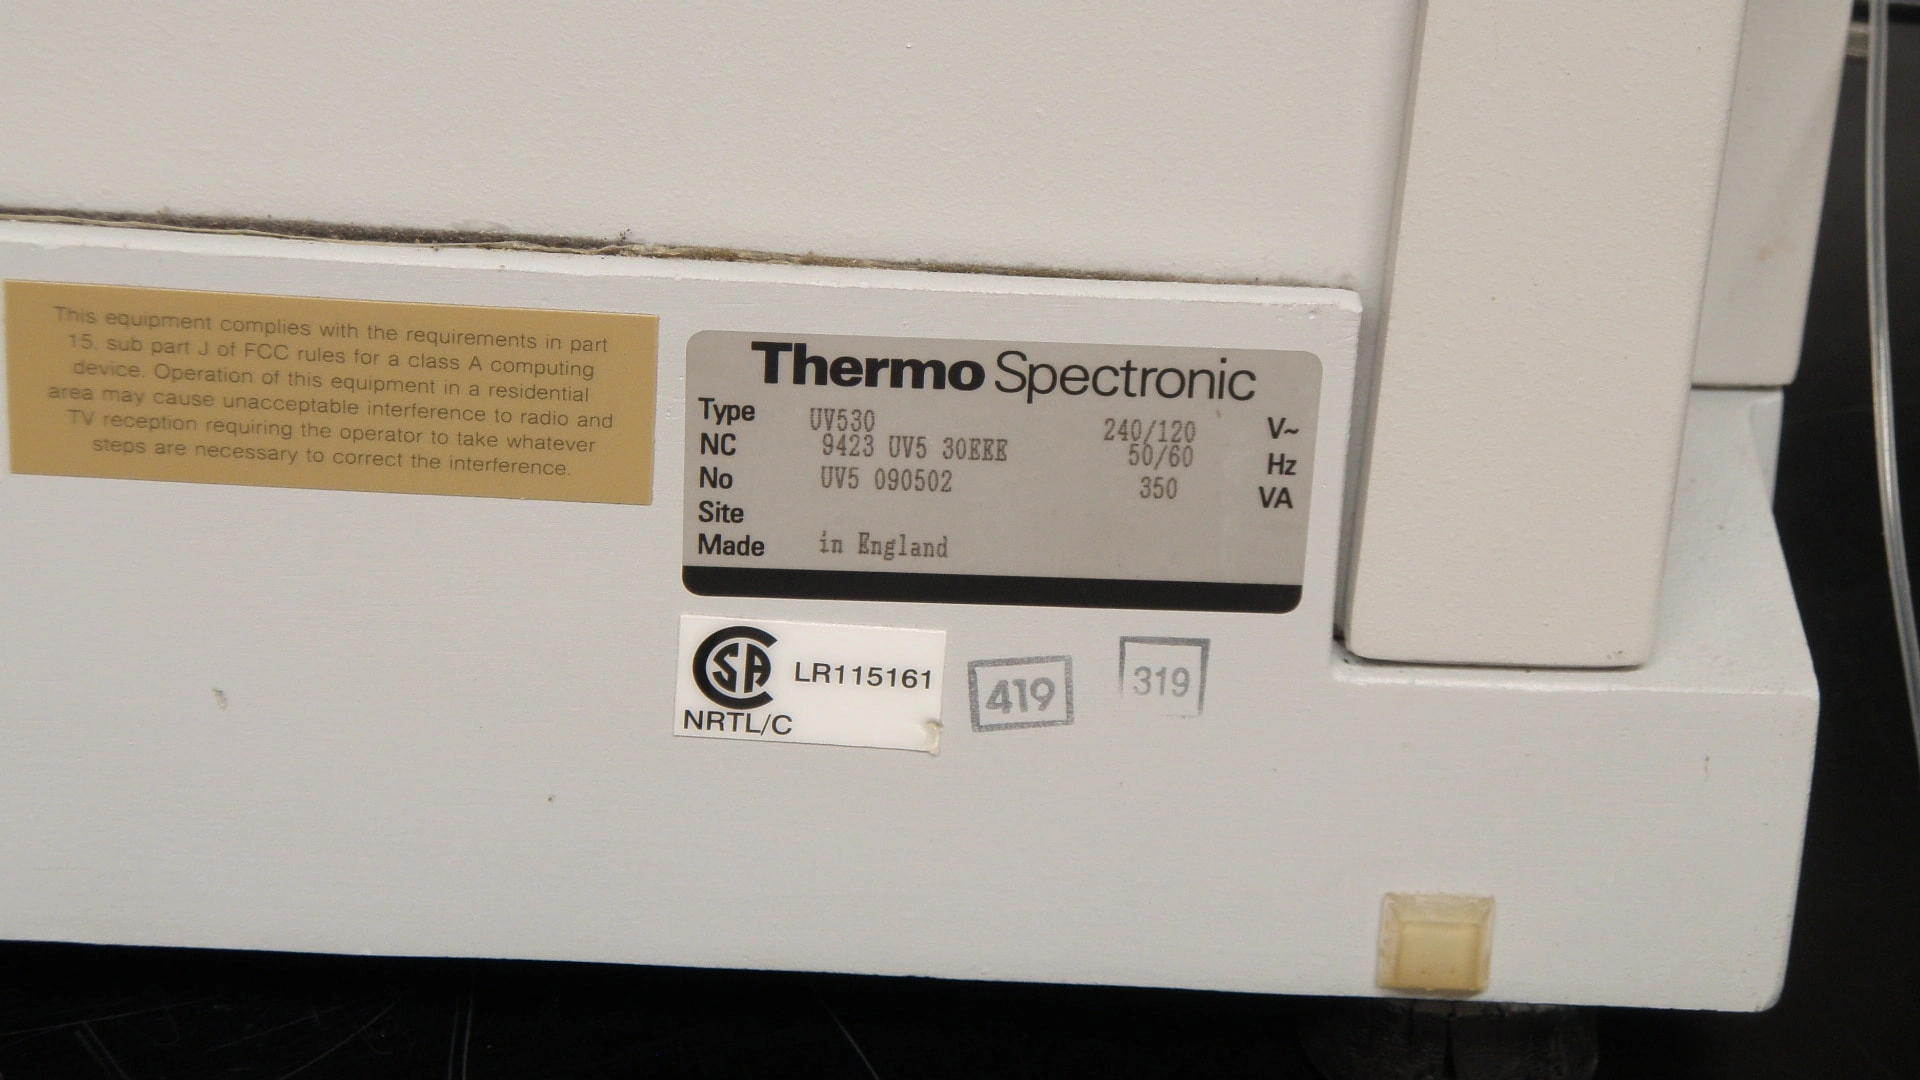 This equipment complies with the requirements in part
15. sub part J of FCC rules for a class A computing
device. Operation of this equipment in a residential
area may cause unacceptable interference to radio and
TV reception requiring the operator to take whatever
steps are necessary to correct the interference.
Thermo Spectronic
Type UV530 240/120 V~
NC 9423 UV5 30EEE 50/60 Hz
No UV5 090502 350 VA
Site
Made in England
CSA LR115161
NRTL/C
419
319